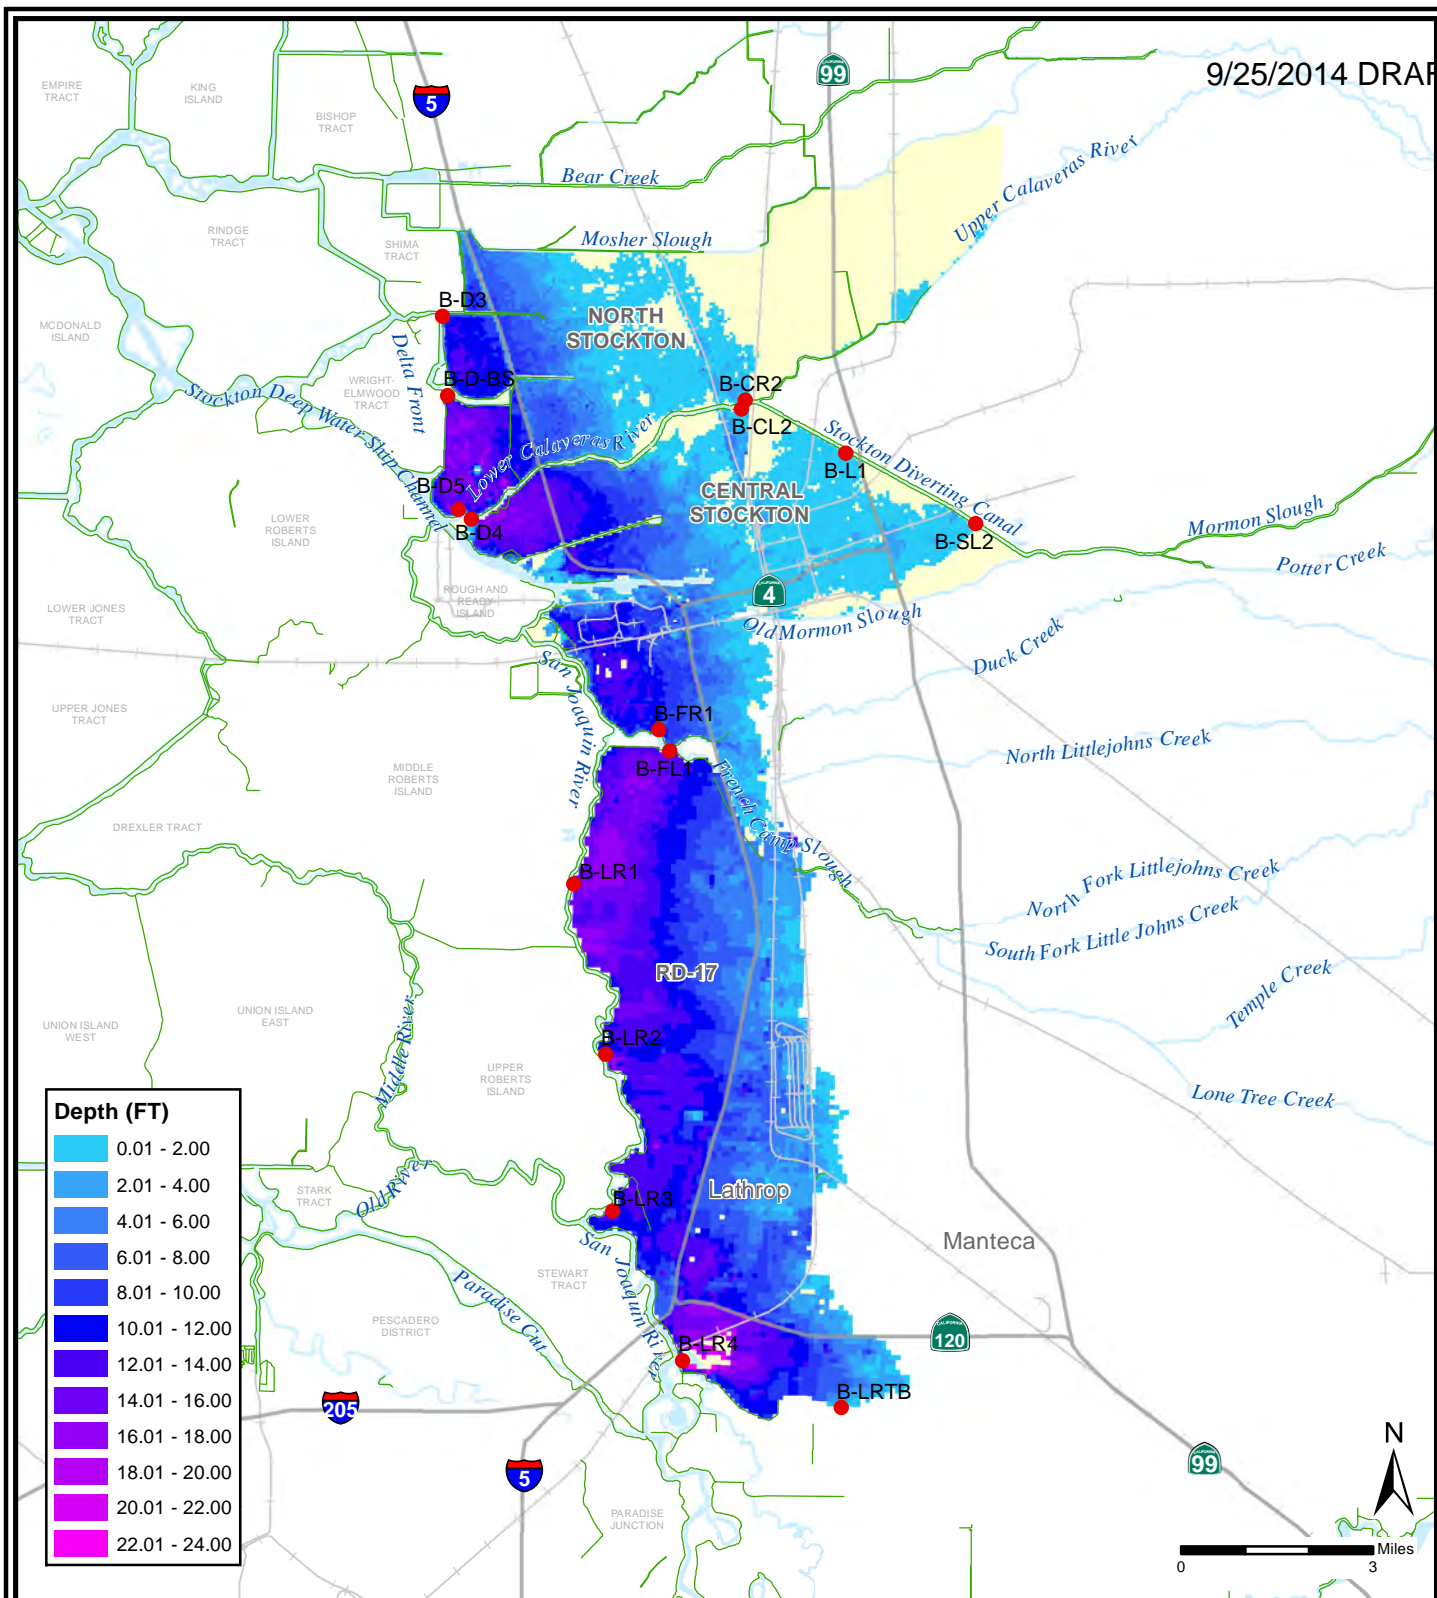 9/25/2014 DRAF
EMPIRE
TRACT
KING
ISLAND
BISHOP
TRACT
5
CALIFORNIA
99
Bear Creek
Upper Calaveras River
RINDGE
TRACT
SHIMA
TRACT
Mosher Slough
B-D3
NORTH
STOCKTON
MCDONALD
ISLAND
Delta Front
WRIGHT-
ELMWOOD
TRACT
B-D-BS
Stockton Deep Water Ship Channel
B-CR2
B-CL2
Lower Calaveras River
Stockton Diverting Canal
B-L1
B-D5
B-D4
CENTRAL
STOCKTON
LOWER
ROBERTS
ISLAND
B-SL2
Mormon Slough
Potter Creek
ROUGH AND
READY
ISLAND
CALIFORNIA
4
LOWER JONES
TRACT
Old Mormon Slough
Duck Creek
San Joaquin River
UPPER JONES
TRACT
B-FR1
B-FL1
North Littlejohns Creek
MIDDLE
ROBERTS
ISLAND
French Camp Slough
DREXLER TRACT
B-LR1
North Fork Littlejohns Creek
South Fork Little Johns Creek
RD-17
Temple Creek
UNION ISLAND
WEST
UNION ISLAND
EAST
Middle River
B-LR2
UPPER
ROBERTS
ISLAND
Lone Tree Creek
STARK
TRACT
Old River
Lathrop
B-LR3
Manteca
San Joaquin River
STEWART
TRACT
Paradise Cut
PESCADERO
DISTRICT
CALIFORNIA
120
B-LR4
B-LRTB
205
5
CALIFORNIA
99
PARADISE
JUNCTION
Depth (FT)
0.01 - 2.00
2.01 - 4.00
4.01 - 6.00
6.01 - 8.00
8.01 - 10.00
10.01 - 12.00
12.01 - 14.00
14.01 - 16.00
16.01 - 18.00
18.01 - 20.00
20.01 - 22.00
22.01 - 24.00
N
Miles
0
3